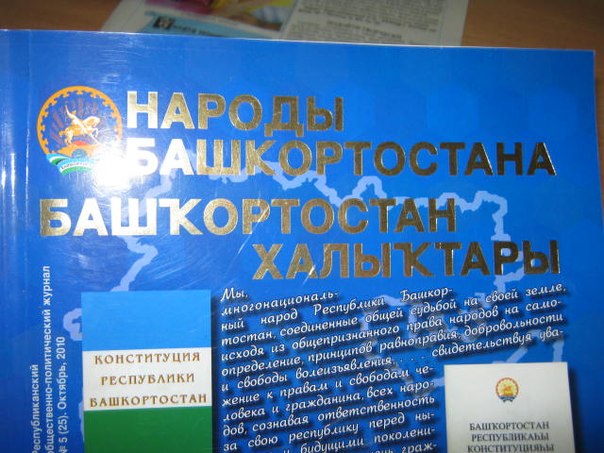 НАРОДЫ
БАШКОРТОСТАНА
БАШҠОРТОСТАН
ХАЛЫҠТАРЫ
Республиканский
общественно-политический журнал
№ 5 (25). Октябрь, 2010
Мы,
многонациональ-
ный народ Республики Башкор-
тостан, соединенные общей судьбой на своей земле,
исходя из общепризнанного права народов на само-
определение, принципов равноправия, добровольности
и свободы волеизъявления, свидетельствуя ува-
жение к правам и свободам че-
ловека и гражданина, всех наро-
дов, сознавая ответственность
за свою республику перед ны-
и будущими поколени-
граж-
КОНСТИТУЦИЯ
РЕСПУБЛИКИ
БАШКОРТОСТАН
БАШҠОРТОСТАН
РЕСПУБЛИКАҺЫ
КОНСТИТУЦИЯҺЫ